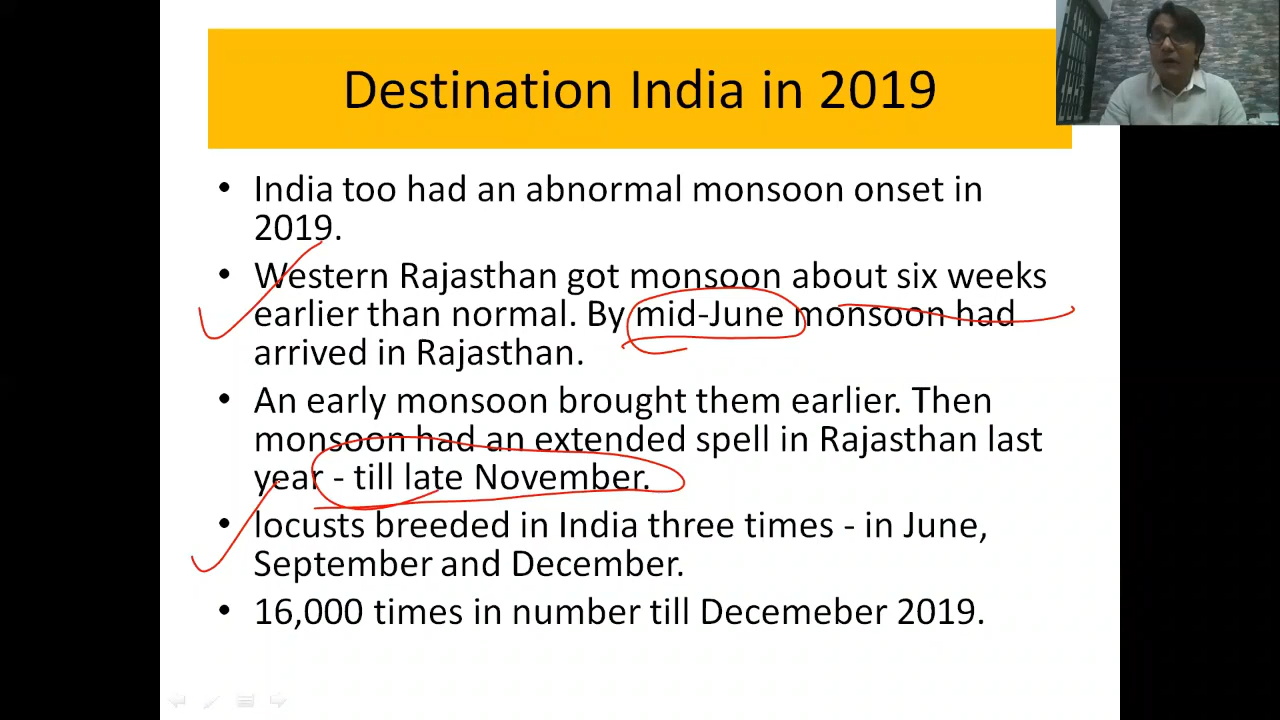 Destination India in 2019
• India too had an abnormal monsoon onset in
2019.
• Western Rajasthan got monsoon about six weeks
earlier than normal. By mid-June monsoon had
arrived in Rajasthan.
• An early monsoon brought them earlier. Then
monsoon had an extended spell in Rajasthan last
year - till late November.
• locusts breeded in India three times - in June,
September and December.
• 16,000 times in number till Decemeber 2019.